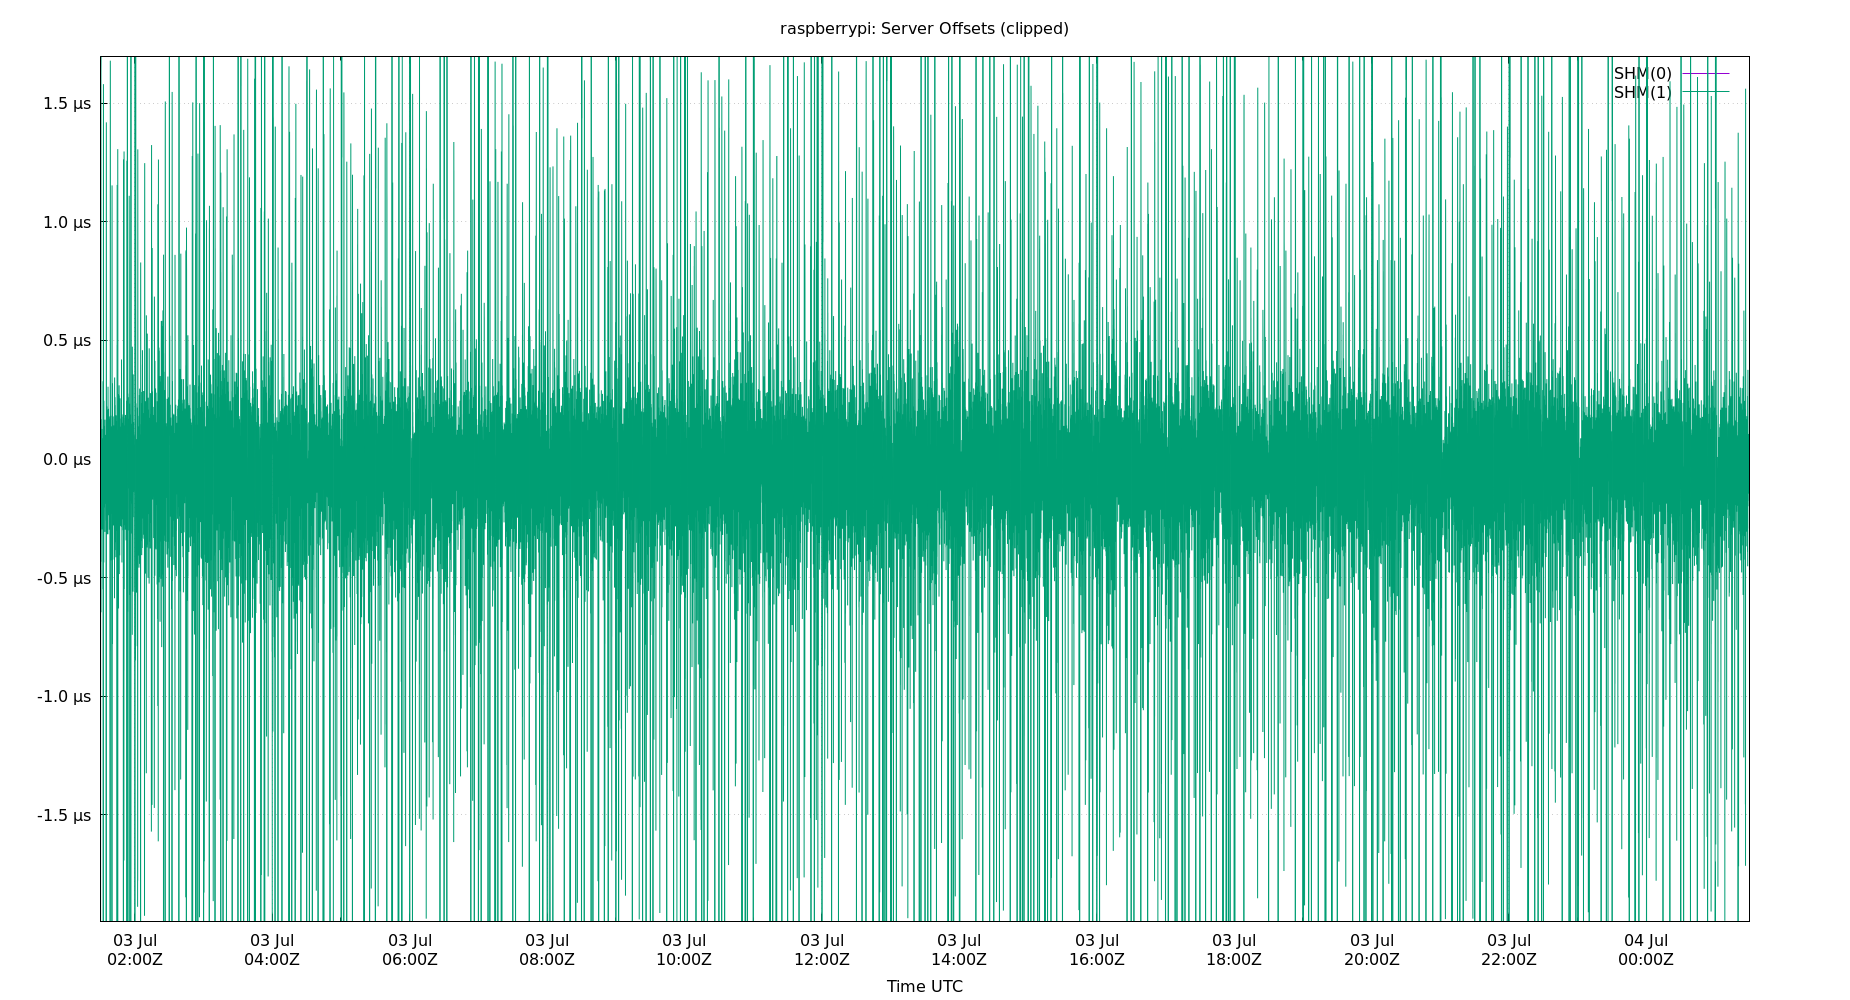 raspberrypi: Server Offsets (clipped)
SHM(0)
SHM(1)
1.5 µs
1.0 µs
0.5 µs
0.0 µs
-0.5 µs
-1.0 µs
-1.5 µs
03 Jul 03 Jul 03 Jul 03 Jul 03 Jul 03 Jul 03 Jul 03 Jul 03 Jul 03 Jul 03 Jul 04 Jul
02:00Z 04:00Z 06:00Z 08:00Z 10:00Z 12:00Z 14:00Z 16:00Z 18:00Z 20:00Z 22:00Z 00:00Z
Time UTC